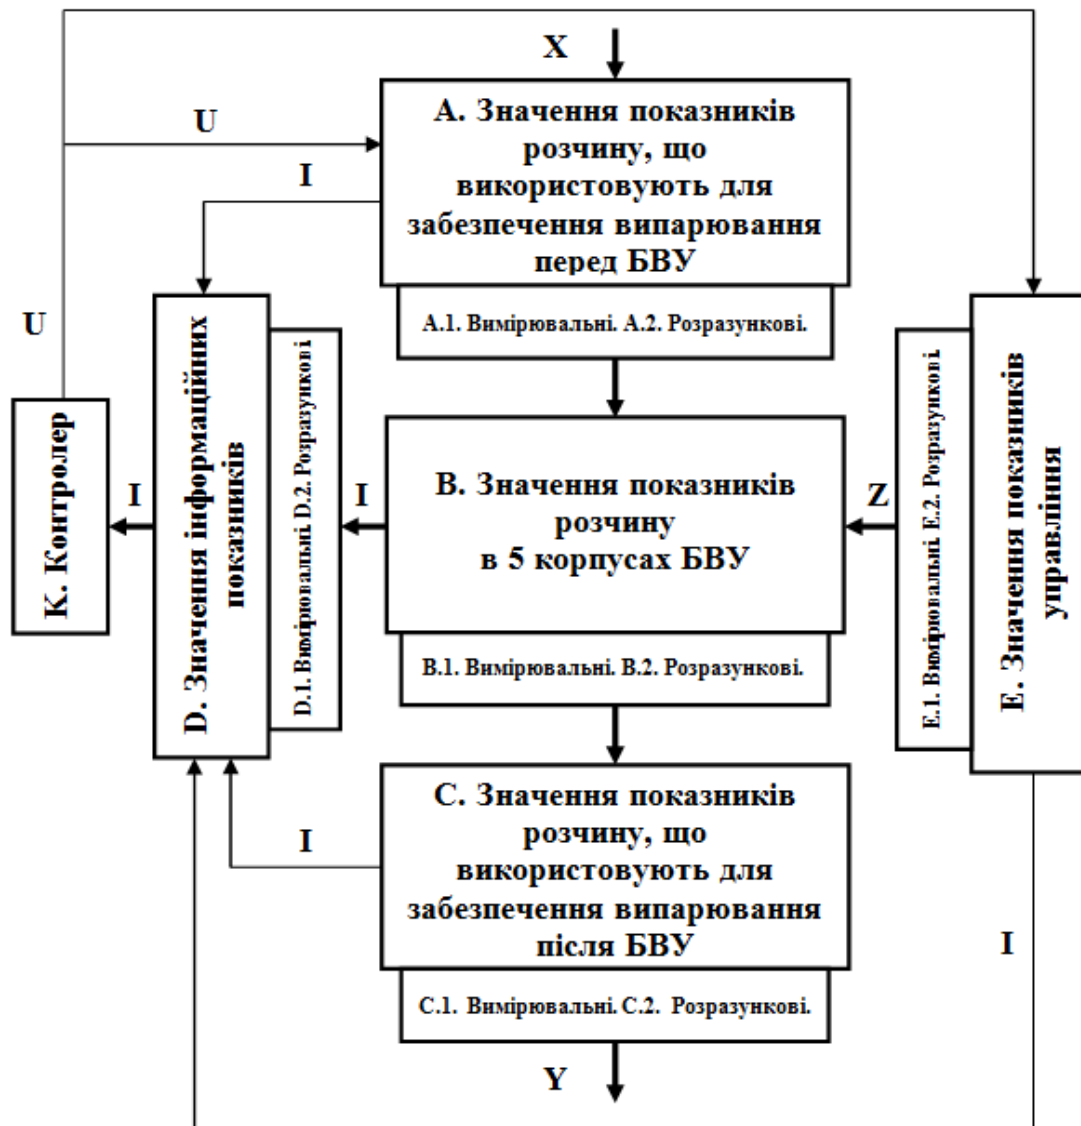 X
А. Значення показників
розчину, що
використовують для
забезпечення випарювання
перед БВУ
U
I
А.1. Вимірювальні. А.2. Розразункові.
U
К. Контролер
I
D. Значення інформаційних
показників
D.1. Вимірювальні. D.2. Розразункові.
I
В. Значення показників
розчину
в 5 корпусах БВУ
В.1. Вимірювальні. В.2. Розразункові.
Z
Е.1. Вимірювальні. Е.2. Розразункові.
Е. Значення показників
управління
С. Значення показників
розчину, що
використовують для
забезпечення випарювання
після БВУ
I
I
С.1. Вимірювальні. С.2. Розразункові.
Y